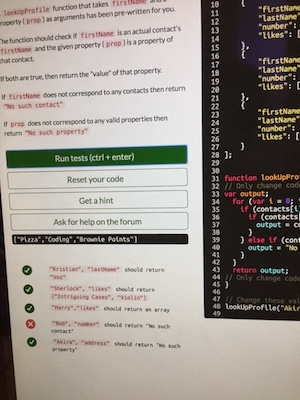 lookUpProfile function that takes firstName and a
property ( prop ) as arguments has been pre-written for you.
The function should check if firstName is an actual contact's
firstName and the given property ( prop ) is a property of
that contact.
If both are true, then return the "value" of that property.
If firstName does not correspond to any contacts then return
"No such contact"
If prop does not correspond to any valid properties then
return "No such property"
Run tests (ctrl + enter)
Reset your code
Get a hint
Ask for help on the forum
["Pizza","Coding","Brownie Points"]
"Kristian", "lastName" should return
"Vos"
"Sherlock", "likes" should return
["Intriguing Cases", "Violin"]
"Harry","likes" should return an array
"Bob", "number" should return "No such
contact"
"Akira", "address" should return "No such
property"
10 {
11 "firstName
12 "lastName"
13 "number":
14 "likes": [
15 },
16 {
17 "firstName
18 "lastName"
19 "number":
20 "likes": [
21 },
22 {
23 "firstName
24 "lastName"
25 "number":
26 "likes": [
27 }
28 ];
29
30
31 function lookUpPro
32 // Only change cod
33 var output;
34 for (var i = 0;
35 if (contacts[i
36 if (contacts[
37 output = co
38 }
39 } else if (con
40 output = "No
41 }
42 }
43 return output;
44 // Only change code
45 }
46
47 // Change these val
48 lookUpProfile("Akir
49